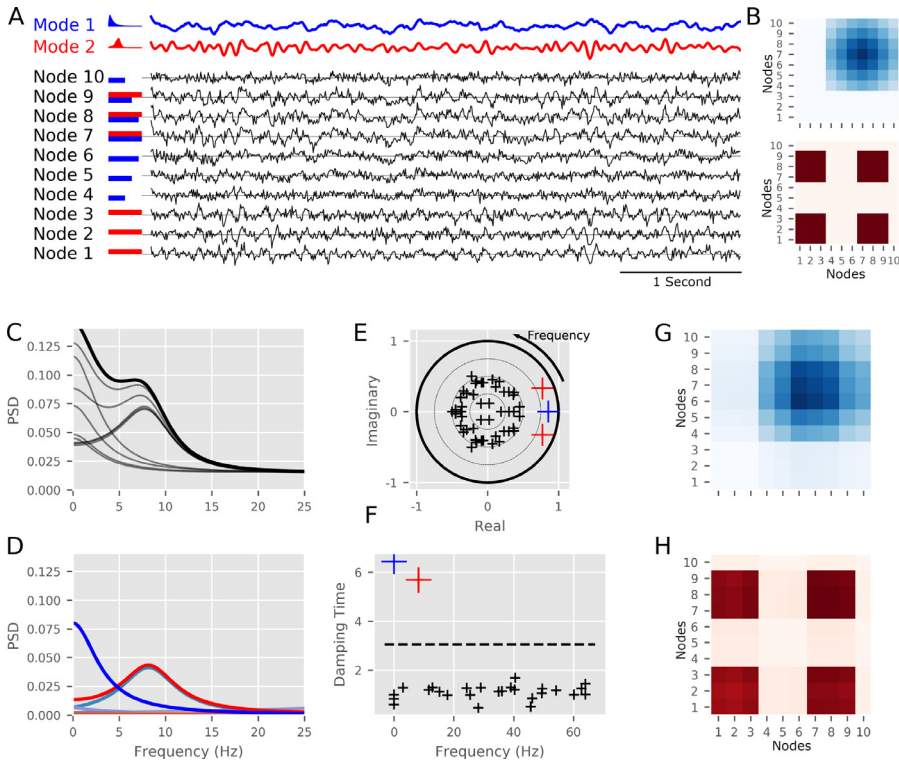 A
Mode 1
Mode 2
Node 10
Node 9
Node 8
Node 7
Node 6
Node 5
Node 4
Node 3
Node 2
Node 1
1 Second
B
Nodes
10
9
8
7
6
5
4
3
2
1
Nodes
10
9
8
7
6
5
4
3
2
1
1 2 3 4 5 6 7 8 9 10
Nodes
C
PSD
0.125
0.100
0.075
0.050
0.025
0.000
0 5 10 15 20 25
D
PSD
0.125
0.100
0.075
0.050
0.025
0.000
0 5 10 15 20 25
Frequency (Hz)
E
Frequency
Imaginary
1
0
-1
-1 0 1
Real
F
Damping Time
6
4
2
0 20 40 60
Frequency (Hz)
G
Nodes
10
9
8
7
6
5
4
3
2
1
H
Nodes
10
9
8
7
6
5
4
3
2
1
1 2 3 4 5 6 7 8 9 10
Nodes